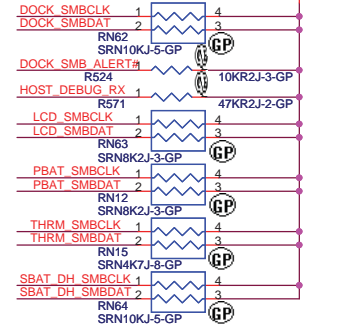 DOCK_SMBCLK 1 4
DOCK_SMBDAT 2 3
RN62 GP
SRN10KJ-5-GP
DOCK_SMB_ALERT#1
R524 10KR2J-3-GP
HOST_DEBUG_RX 1
R571 47KR2J-2-GP
LCD_SMBCLK 1 4
LCD_SMBDAT 2 3
RN63 GP
SRN8K2J-3-GP
PBAT_SMBCLK 1 4
PBAT_SMBDAT 2 3
RN12 GP
SRN8K2J-3-GP
THRM_SMBCLK 1 4
THRM_SMBDAT 2 3
RN15 GP
SRN4K7J-8-GP
SBAT_DH_SMBCLK 1 4
SBAT_DH_SMBDAT 2 3
RN64 GP
SRN10KJ-5-GP